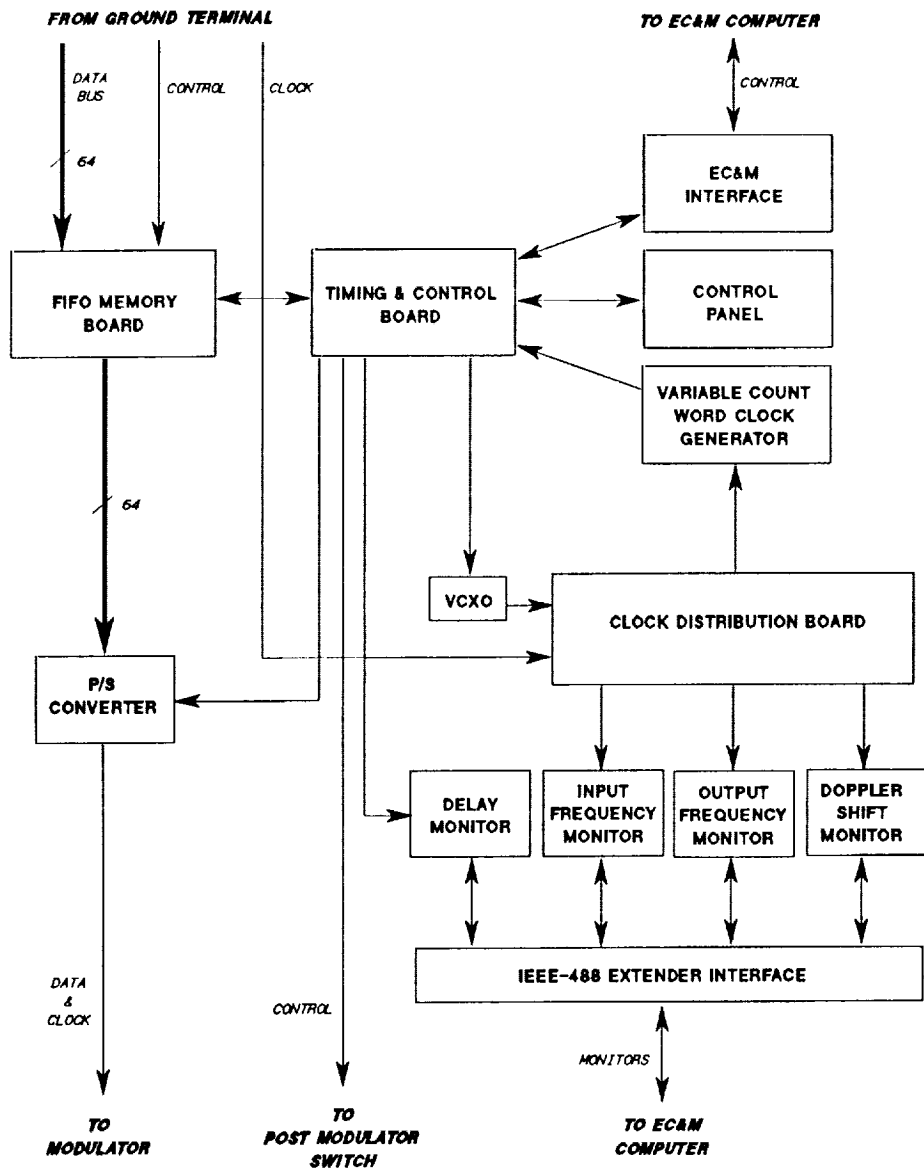 FROM GROUND TERMINAL
TO EC&M COMPUTER
DATA
BUS
CONTROL
CLOCK
CONTROL
64
EC&M
INTERFACE
FIFO MEMORY
BOARD
TIMING & CONTROL
BOARD
CONTROL
PANEL
VARIABLE COUNT
WORD CLOCK
GENERATOR
64
VCXO
CLOCK DISTRIBUTION BOARD
P/S
CONVERTER
DELAY
MONITOR
INPUT
FREQUENCY
MONITOR
OUTPUT
FREQUENCY
MONITOR
DOPPLER
SHIFT
MONITOR
IEEE-488 EXTENDER INTERFACE
DATA
&
CLOCK
CONTROL
MONITORS
TO
MODULATOR
TO
POST MODULATOR
SWITCH
TO EC&M
COMPUTER